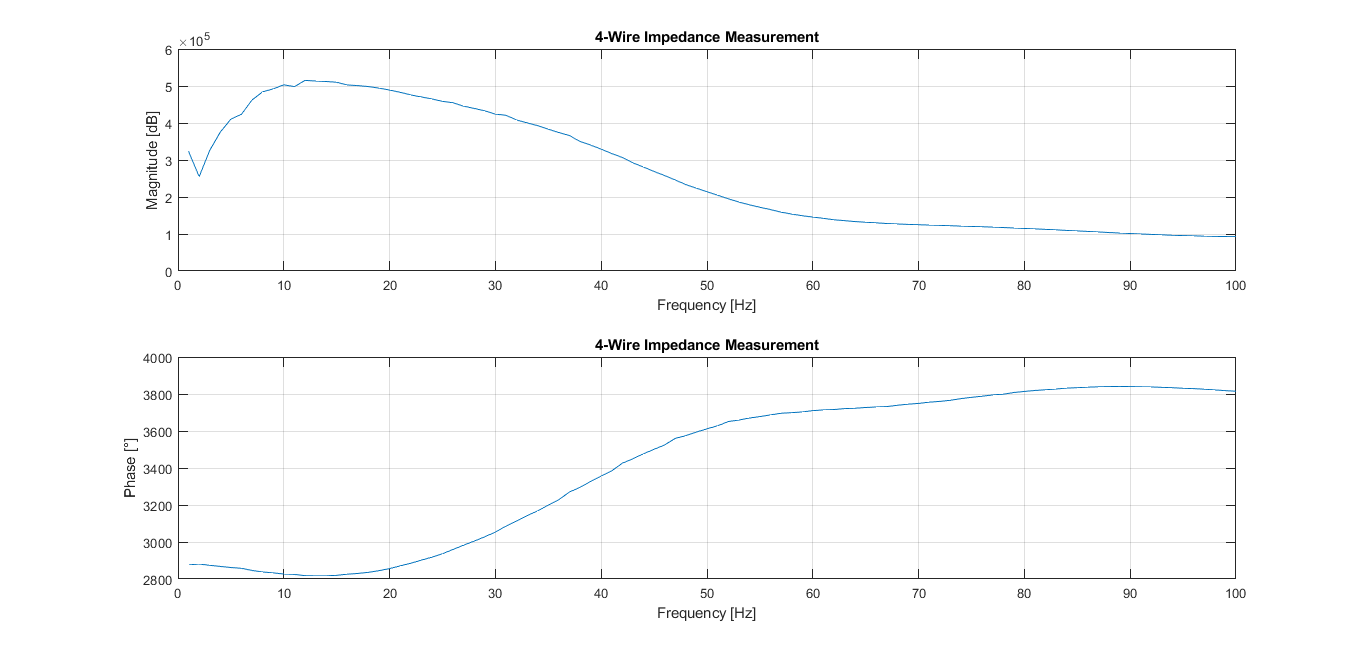 4-Wire Impedance Measurement
×10^5
6
5
4
3
2
1
0
Magnitude [dB]
0 10 20 30 40 50 60 70 80 90 100
Frequency [Hz]
4-Wire Impedance Measurement
4000
3800
3600
3400
3200
3000
2800
Phase [°]
0 10 20 30 40 50 60 70 80 90 100
Frequency [Hz]